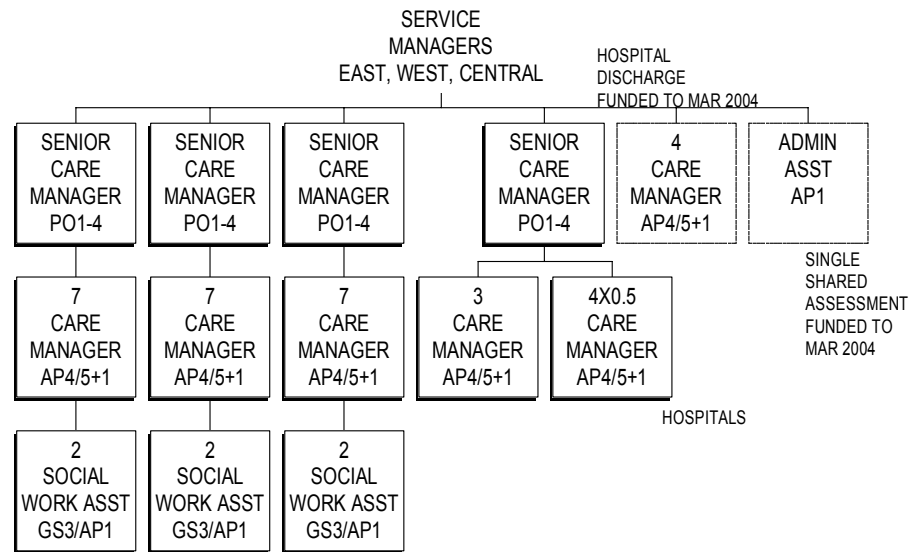 SERVICE
MANAGERS
EAST, WEST, CENTRAL
HOSPITAL
DISCHARGE
FUNDED TO MAR 2004
SENIOR
CARE
MANAGER
PO1-4
SENIOR
CARE
MANAGER
PO1-4
SENIOR
CARE
MANAGER
PO1-4
SENIOR
CARE
MANAGER
PO1-4
4
CARE
MANAGER
AP4/5+1
ADMIN
ASST
AP1
SINGLE
SHARED
ASSESSMENT
FUNDED TO
MAR 2004
7
CARE
MANAGER
AP4/5+1
7
CARE
MANAGER
AP4/5+1
7
CARE
MANAGER
AP4/5+1
3
CARE
MANAGER
AP4/5+1
4X0.5
CARE
MANAGER
AP4/5+1
HOSPITALS
2
SOCIAL
WORK ASST
GS3/AP1
2
SOCIAL
WORK ASST
GS3/AP1
2
SOCIAL
WORK ASST
GS3/AP1